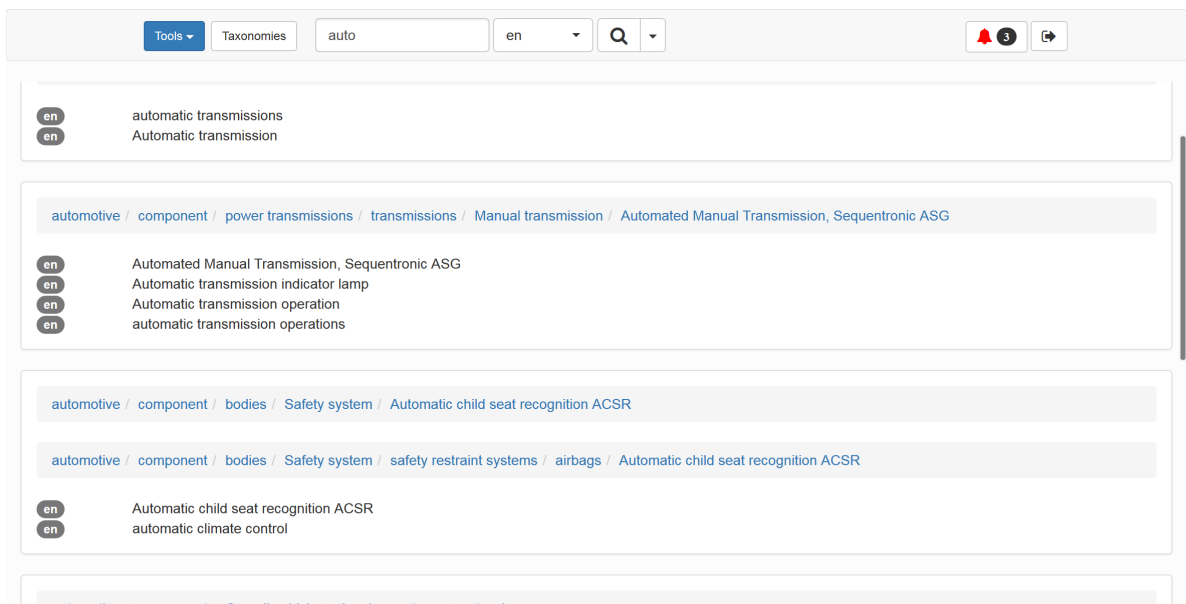 Tools Taxonomies auto en 3
en automatic transmissions
en Automatic transmission
automotive / component / power transmissions / transmissions / Manual transmission / Automated Manual Transmission, Sequentronic ASG
en Automated Manual Transmission, Sequentronic ASG
en Automatic transmission indicator lamp
en Automatic transmission operation
en automatic transmission operations
automotive / component / bodies / Safety system / Automatic child seat recognition ACSR
automotive / component / bodies / Safety system / safety restraint systems / airbags / Automatic child seat recognition ACSR
en Automatic child seat recognition ACSR
en automatic climate control